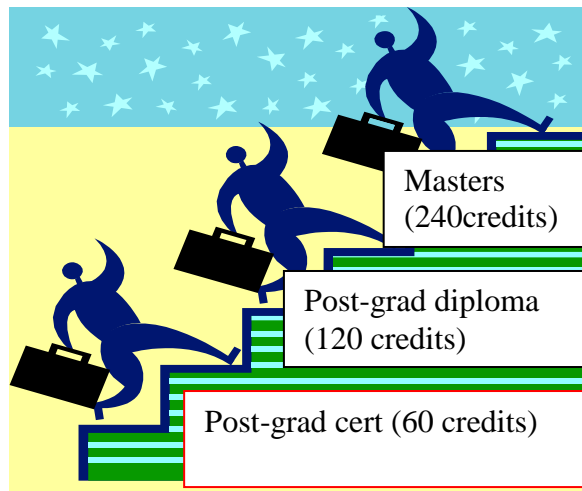 Masters
(240credits)
Post-grad diploma
(120 credits)
Post-grad cert (60 credits)